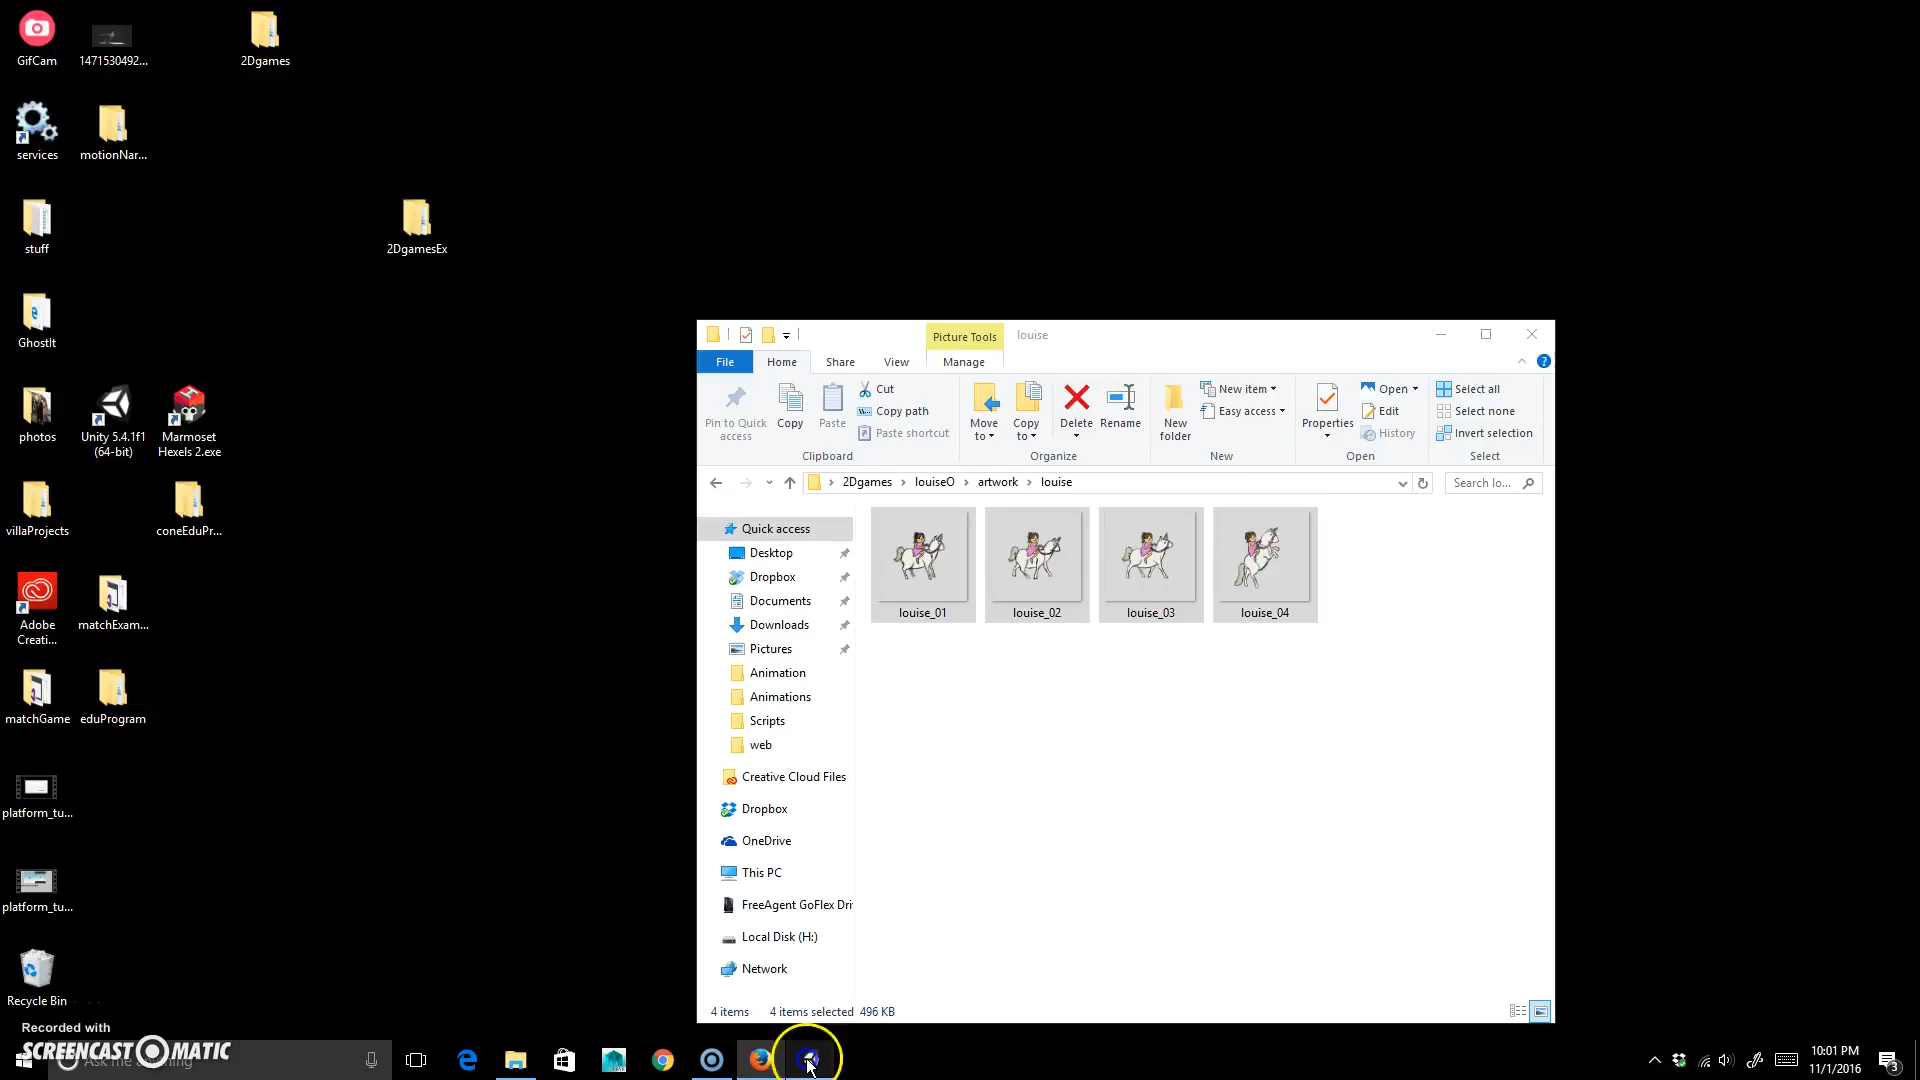 GifCam
1471530492...
2Dgames
services
motionNar...
stuff
2DgamesEx
GhostIt
photos
Unity 5.4.1f1
(64-bit)
Marmoset
Hexels 2.exe
villaProjects
coneEduPr...
Adobe
Creati...
matchExam...
matchGame
eduProgram
platform_tu...
platform_tu...
Recycle Bin
Picture Tools
louise
File
Home
Share
View
Manage
Pin to Quick
access
Copy
Paste
Cut
Copy path
Paste shortcut
Clipboard
Move
to
Copy
to
Delete
Rename
Organize
New
folder
New item
Easy access
New
Properties
Open
Edit
History
Open
Select all
Select none
Invert selection
Select
2Dgames
louiseO
artwork
louise
Search lo...
Quick access
Desktop
Dropbox
Documents
Downloads
Pictures
Animation
Animations
Scripts
web
Creative Cloud Files
Dropbox
OneDrive
This PC
FreeAgent GoFlex Dri
Local Disk (H:)
Network
louise_01
louise_02
louise_03
louise_04
4 items
4 items selected
496 KB
Recorded with
SCREENCAST MATIC
Ask me anything
10:01 PM
11/1/2016
3